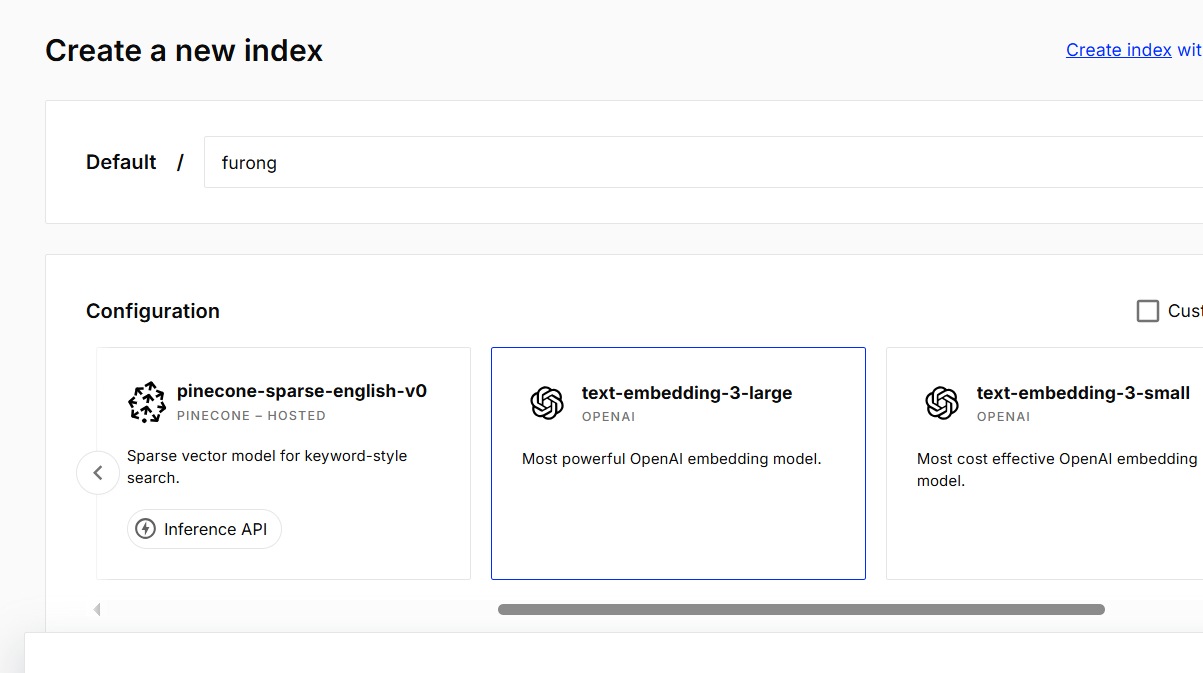 Create a new index
Create index wit
Default / furong
Configuration
Cust
pinecone-sparse-english-v0
PINECONE – HOSTED
Sparse vector model for keyword-style
search.
Inference API
text-embedding-3-large
OPENAI
Most powerful OpenAI embedding model.
text-embedding-3-small
OPENAI
Most cost effective OpenAI embedding
model.